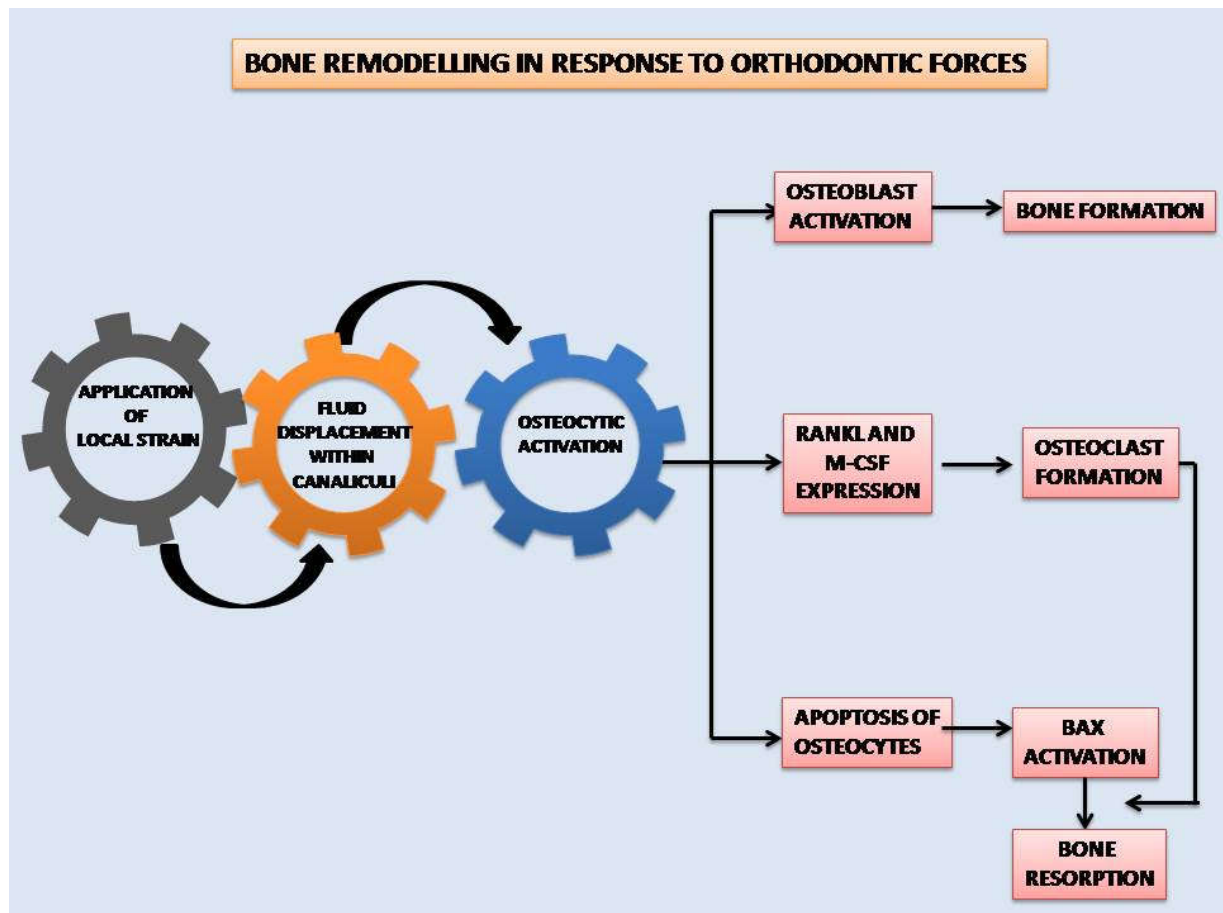 BONE REMODELLING IN RESPONSE TO ORTHODONTIC FORCES
APPLICATION
OF
LOCAL STRAIN
FLUID
DISPLACEMENT
WITHIN
CANALICULI
OSTEOCYTIC
ACTIVATION
OSTEOBLAST
ACTIVATION
BONE FORMATION
RANKL AND
M-CSF
EXPRESSION
OSTEOCLAST
FORMATION
APOPTOSIS OF
OSTEOCYTES
BAX
ACTIVATION
BONE
RESORPTION